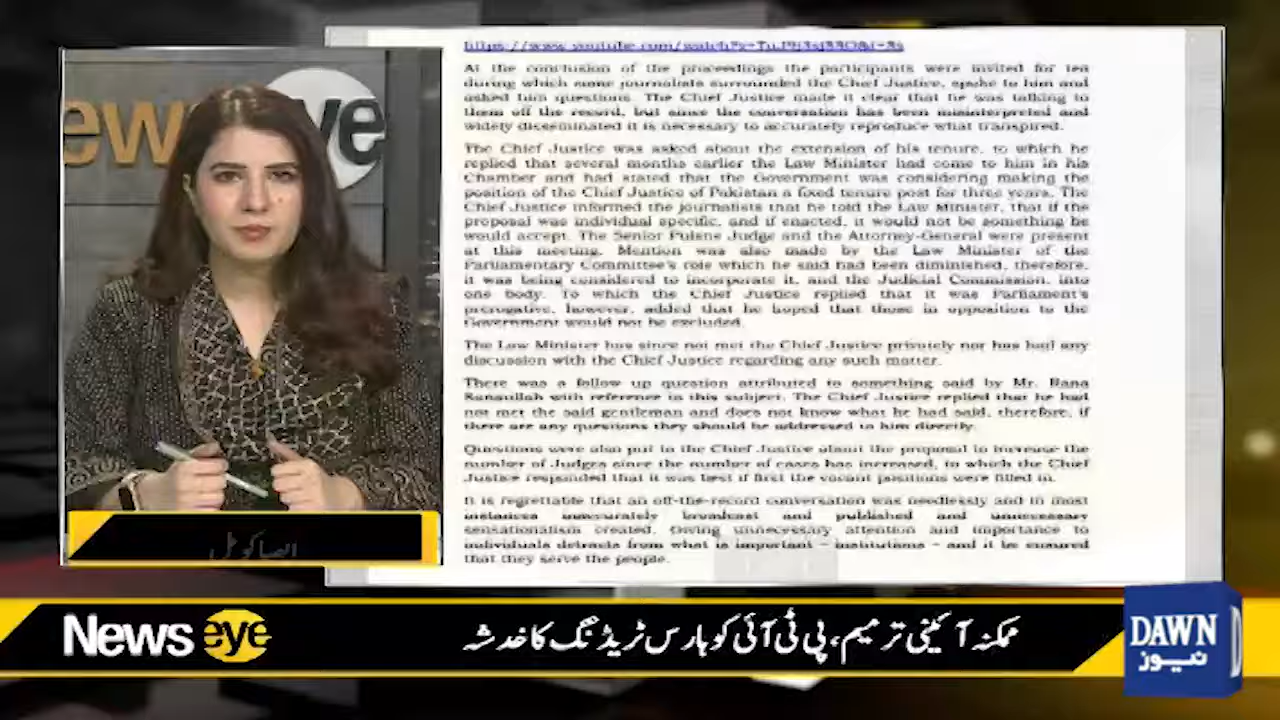 ews eye
https://www.youtube.com/watch?v=
At the conclusion of the proceedings the participants were invited for tea
during which some journalists surrounded the Chief Justice, spoke to him and
asked him questions. The Chief Justice made it clear that he was talking to
them off the record, but since the conversation has been misinterpreted and
widely disseminated it is necessary to accurately reproduce what transpired.
The Chief Justice was asked about the extension of his tenure, to which he
replied that several months earlier the Law Minister had come to him in his
Chamber and had stated that the Government was considering making the
position of the Chief Justice of Pakistan a fixed tenure post for three years. The
Chief Justice informed the journalists that he told the Law Minister, that if the
proposal was individual specific, and if enacted, it would not be something he
would accept. The Senior Puisne Judge and the Attorney-General were present
at this meeting. Mention was also made by the Law Minister of the
Parliamentary Committee's role which he said had been diminished, therefore,
it was being considered to incorporate it, and the Judicial Commission, into
one body. To which the Chief Justice replied that it was Parliament's
prerogative, however, added that he hoped that those in opposition to the
Government would not be excluded.
The Law Minister has since not met the Chief Justice privately nor has had any
discussion with the Chief Justice regarding any such matter.
There was a follow up question attributed to something said by Mr. Rana
Sanaullah with reference to this subject. The Chief Justice replied that he had
not met the said gentleman and does not know what he had said, therefore, if
there are any questions they should be addressed to him directly.
Questions were also put to the Chief Justice about the proposal to increase the
number of Judges since the number of cases has increased, to which the Chief
Justice responded that it was best if first the vacant positions were filled in.
It is regrettable that an off-the-record conversation was needlessly and in most
instances inaccurately broadcast and published and unnecessary
sensationalism created. Giving unnecessary attention and importance to
individuals detracts from what is important – institutions – and it be ensured
that they serve the people.
News eye
ممکنہ آئینی ترمیم، پی ٹی آئی کو ہارس ٹریڈنگ کا خدشہ
DAWN
نیوز